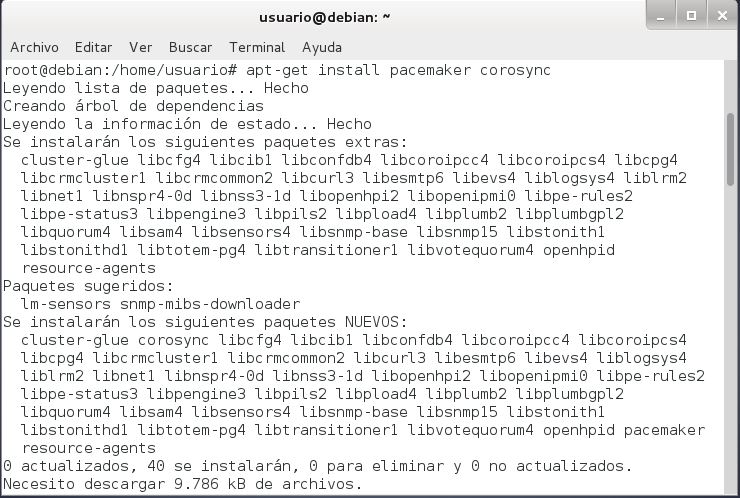 usuario@debian: ~
Archivo Editar Ver Buscar Terminal Ayuda
root@debian:/home/usuario# apt-get install pacemaker corosync
Leyendo lista de paquetes... Hecho
Creando árbol de dependencias
Leyendo la información de estado... Hecho
Se instalarán los siguientes paquetes extras:
  cluster-glue libcfg4 libcib1 libconfdb4 libcoroipcc4 libcoroipcs4 libcpg4
  libcrmcluster1 libcrmcommon2 libcurl3 libesmtp6 libevs4 liblogsys4 liblrm2
  libnet1 libnspr4-0d libnss3-1d libopenhpi2 libopenipmi0 libpe-rules2
  libpe-status3 libpengine3 libpils2 libpload4 libplumb2 libplumbgpl2
  libquorum4 libsam4 libsensors4 libsnmp-base libsnmp15 libstonith1
  libstonithd1 libtotem-pg4 libtransitioner1 libvotequorum4 openhpid
  resource-agents
Paquetes sugeridos:
  lm-sensors snmp-mibs-downloader
Se instalarán los siguientes paquetes NUEVOS:
  cluster-glue corosync libcfg4 libcib1 libconfdb4 libcoroipcc4 libcoroipcs4
  libcpg4 libcrmcluster1 libcrmcommon2 libcurl3 libesmtp6 libevs4 liblogsys4
  liblrm2 libnet1 libnspr4-0d libnss3-1d libopenhpi2 libopenipmi0 libpe-rules2
  libpe-status3 libpengine3 libpils2 libpload4 libplumb2 libplumbgpl2
  libquorum4 libsam4 libsensors4 libsnmp-base libsnmp15 libstonith1
  libstonithd1 libtotem-pg4 libtransitioner1 libvotequorum4 openhpid pacemaker
  resource-agents
0 actualizados, 40 se instalarán, 0 para eliminar y 0 no actualizados.
Necesito descargar 9.786 kB de archivos.